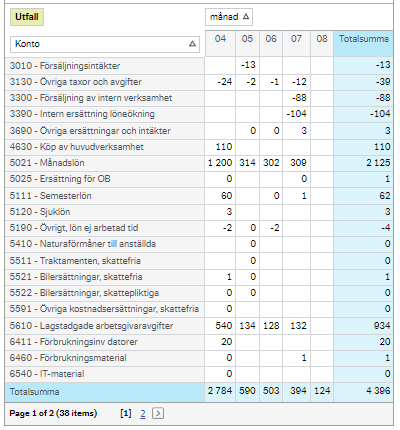 Utfall månad
Konto 04 05 06 07 08 Totalsumma
3010 - Försäljningsintäkter -13 -13
3130 - Övriga taxor och avgifter -24 -2 -1 -12 -39
3300 - Försäljning av intern verksamhet -88 -88
3390 - Intern ersättning löneökning -104 -104
3690 - Övriga ersättningar och intäkter 0 0 3 3
4630 - Köp av huvudverksamhet 110 110
5021 - Månadslön 1 200 314 302 309 2 125
5025 - Ersättning för OB 0 0 1
5111 - Semesterlön 60 0 1 62
5120 - Sjuklön 3 3
5190 - Övrigt, lön ej arbetad tid -2 0 -2 -4
5410 - Naturaförmåner till anställda 0 0
5511 - Traktamenten, skattefria 0 0
5521 - Bilersättningar, skattefria 1 0 1
5522 - Bilersättningar, skattepliktiga 0 0 0
5591 - Övriga kostnadsersättningar, skattefria 0 0
5610 - Lagstadgade arbetsgivaravgifter 540 134 128 132 934
6411 - Förbrukningsinv datorer 20 20
6460 - Förbrukningsmaterial 0 1 1
6540 - IT-material 0 0
Totalsumma 2 784 590 503 394 124 4 396
Page 1 of 2 (38 items) [1] 2